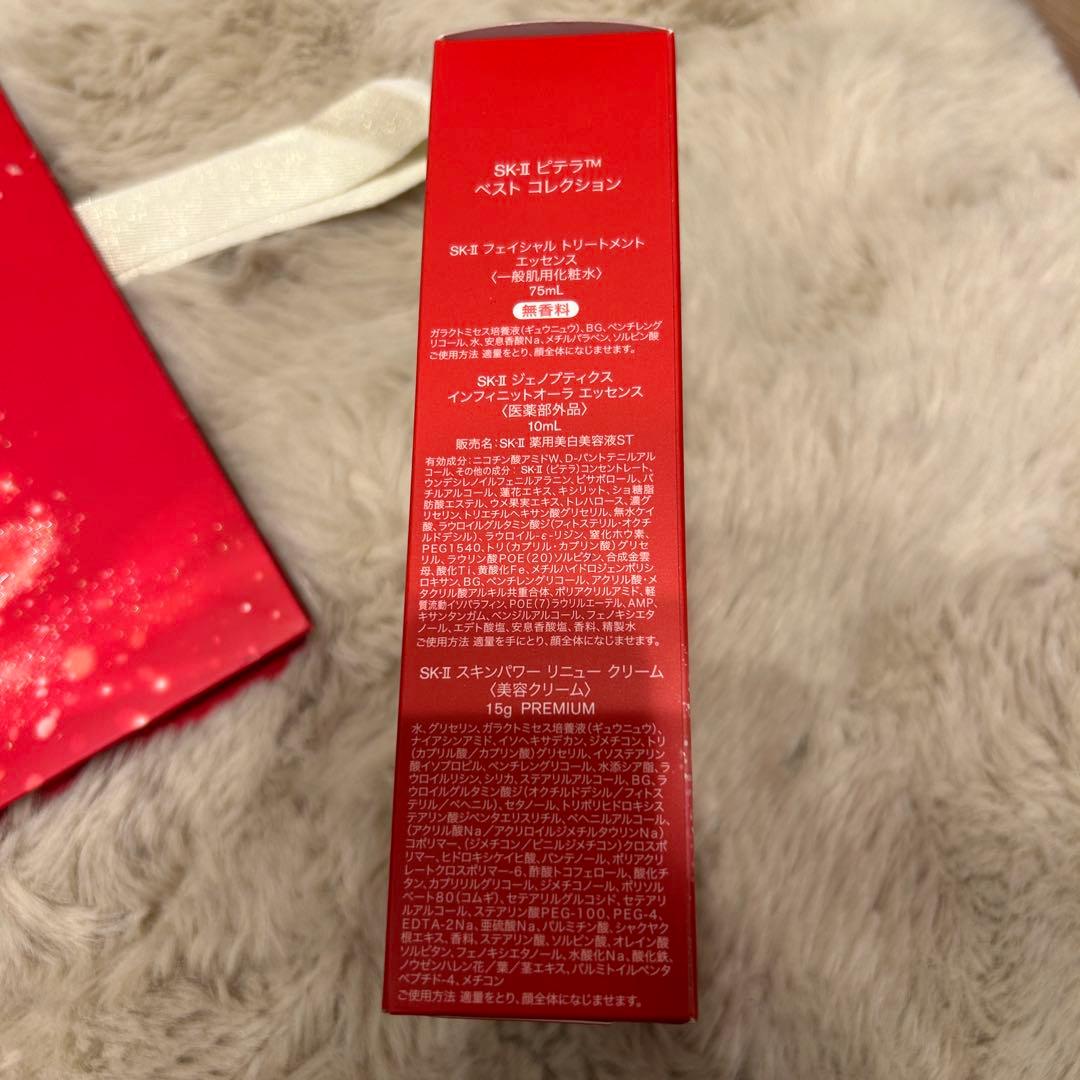 SK-II ピテラ™
ベスト コレクション
SK-II フェイシャル トリートメント
エッセンス
〈一般肌用化粧水〉
75mL
無香料
ガラクトミセス培養液(ギュウニュウ)、BG、ペンチレング
リコール、水、安息香酸Na、メチルパラベン、ソルビン酸
ご使用方法 適量をとり、顔全体になじませます。
SK-II ジェノプティクス
インフィニットオーラ エッセンス
〈医薬部外品〉
10mL
販売名:SK-II 薬用美白美容液ST
有効成分:ニコチン酸アミドW、D-パントテニルアル
コール、その他の成分:SK-II(ピテラ)コンセントレート、
ウンデシレノイルフェニルアラニン、ビサボロール、バ
チルアルコール、蓮花エキス、キシリット、ショ糖脂
肪酸エステル、ウメ果実エキス、トレハロース、濃グ
リセリン、トリエチルヘキサン酸グリセリル、無水ケイ
酸、ラウロイルグルタミン酸ジ(フィトステリル・オクチ
ルドデシル)、ラウロイル-ε-リジン、窒化ホウ素、
PEG1540、トリ(カプリル・カプリン酸)グリセ
リル、ラウリン酸POE(20)ソルビタン、合成金雲
母、酸化Ti、黄酸化Fe、メチルハイドロジェンポリシ
ロキサン、BG、ペンチレングリコール、アクリル酸・メ
タクリル酸アルキル共重合体、ポリアクリルアミド、軽
質流動イソパラフィン、POE(7)ラウリルエーテル、AMP、
キサンタンガム、ベンジルアルコール、フェノキシエタ
ノール、エデト酸塩、安息香酸塩、香料、精製水
ご使用方法 適量を手にとり、顔全体になじませます。
SK-II スキンパワー リニュー クリーム
〈美容クリーム〉
15g PREMIUM
水、グリセリン、ガラクトミセス培養液(ギュウニュウ)、
ナイアシンアミド、イソヘキサデカン、ジメチコン、トリ
(カプリル酸/カプリン酸)グリセリル、イソステアリン
酸イソプロピル、ペンチレングリコール、水添シア脂、ラ
ウロイルリシン、シリカ、ステアリルアルコール、BG、ラ
ウロイルグルタミン酸ジ(オクチルドデシル/フィトス
テリル/ベヘニル)、セタノール、トリポリヒドロキシス
テアリン酸ジペンタエリスリチル、ベヘニルアルコール、
(アクリル酸Na/アクリロイルジメチルタウリンNa)
コポリマー、(ジメチコン/ビニルジメチコン)クロスポ
リマー、ヒドロキシケイヒ酸、パンテノール、ポリアクリ
レートクロスポリマー-6、酢酸トコフェロール、酸化チ
タン、カプリリルグリコール、ジメチコノール、ポリソル
ベート80(コムギ)、セテアリルグルコシド、セテアリ
ルアルコール、ステアリン酸PEG-100、PEG-4、
EDTA-2Na、亜硫酸Na、パルミチン酸、シャクヤク
根エキス、香料、ステアリン酸、ソルビン酸、オレイン酸
ソルビタン、フェノキシエタノール、水酸化Na、酸化鉄、
ノウゼンハレン花/葉/茎エキス、パルミトイルペンタ
ペプチド-4、メチコン
ご使用方法 適量をとり、顔全体になじませます。